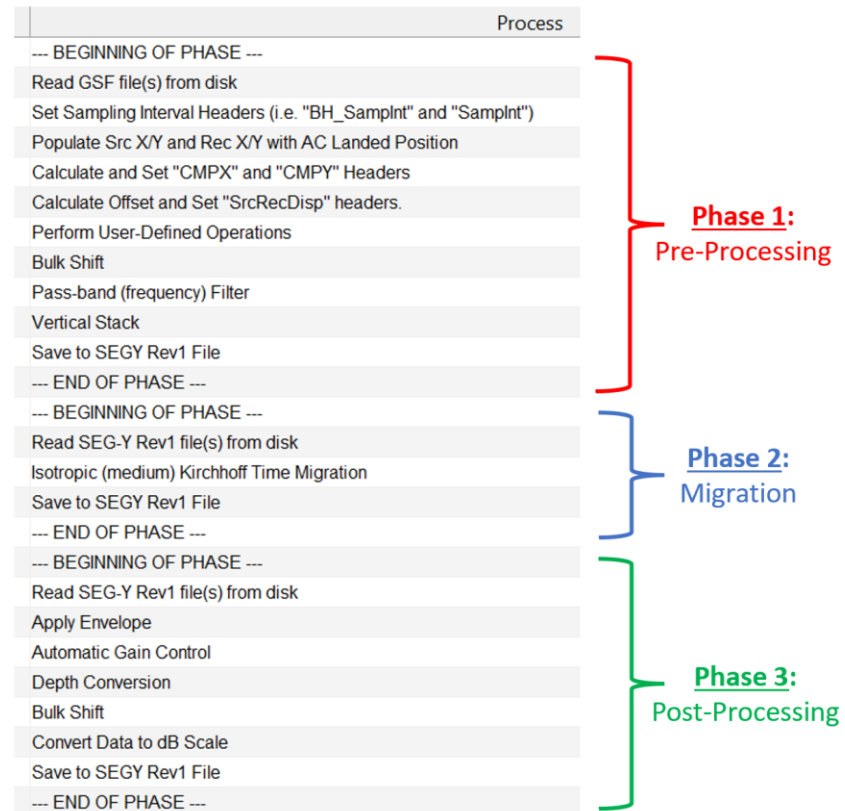 Process
--- BEGINNING OF PHASE ---
Read GSF file(s) from disk
Set Sampling Interval Headers (i.e. "BH_SampInt" and "SampInt")
Populate Src X/Y and Rec X/Y with AC Landed Position
Calculate and Set "CMPX" and "CMPY" Headers
Calculate Offset and Set "SrcRecDisp" headers.
Perform User-Defined Operations
Bulk Shift
Pass-band (frequency) Filter
Vertical Stack
Save to SEGY Rev1 File
--- END OF PHASE ---
Phase 1:
Pre-Processing
--- BEGINNING OF PHASE ---
Read SEG-Y Rev1 file(s) from disk
Isotropic (medium) Kirchhoff Time Migration
Save to SEGY Rev1 File
--- END OF PHASE ---
Phase 2:
Migration
--- BEGINNING OF PHASE ---
Read SEG-Y Rev1 file(s) from disk
Apply Envelope
Automatic Gain Control
Depth Conversion
Bulk Shift
Convert Data to dB Scale
Save to SEGY Rev1 File
--- END OF PHASE ---
Phase 3:
Post-Processing